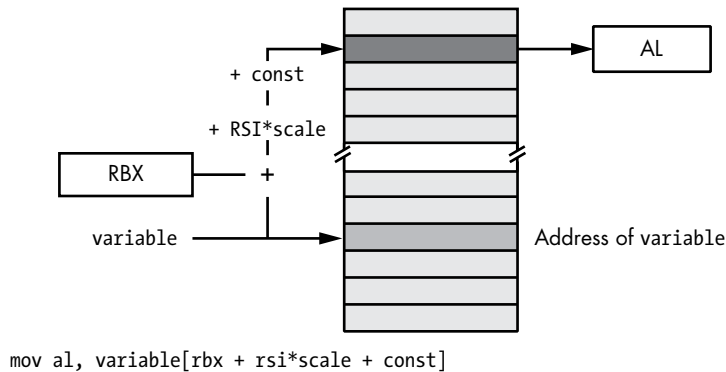 AL
+ const
+ RSI*scale
RBX
+
variable
Address of variable
mov al, variable[rbx + rsi*scale + const]